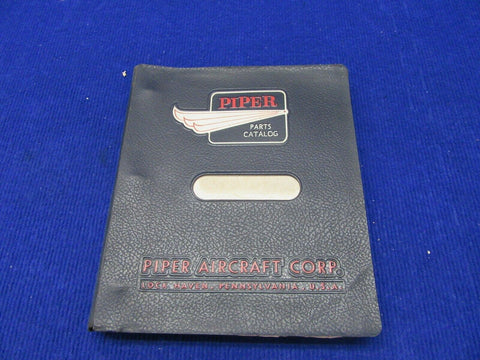 PIPER
PARTS
CATALOG
PIPER AIRCRAFT CORP.
LOCK HAVEN, PENNSYLVANIA, U.S.A.